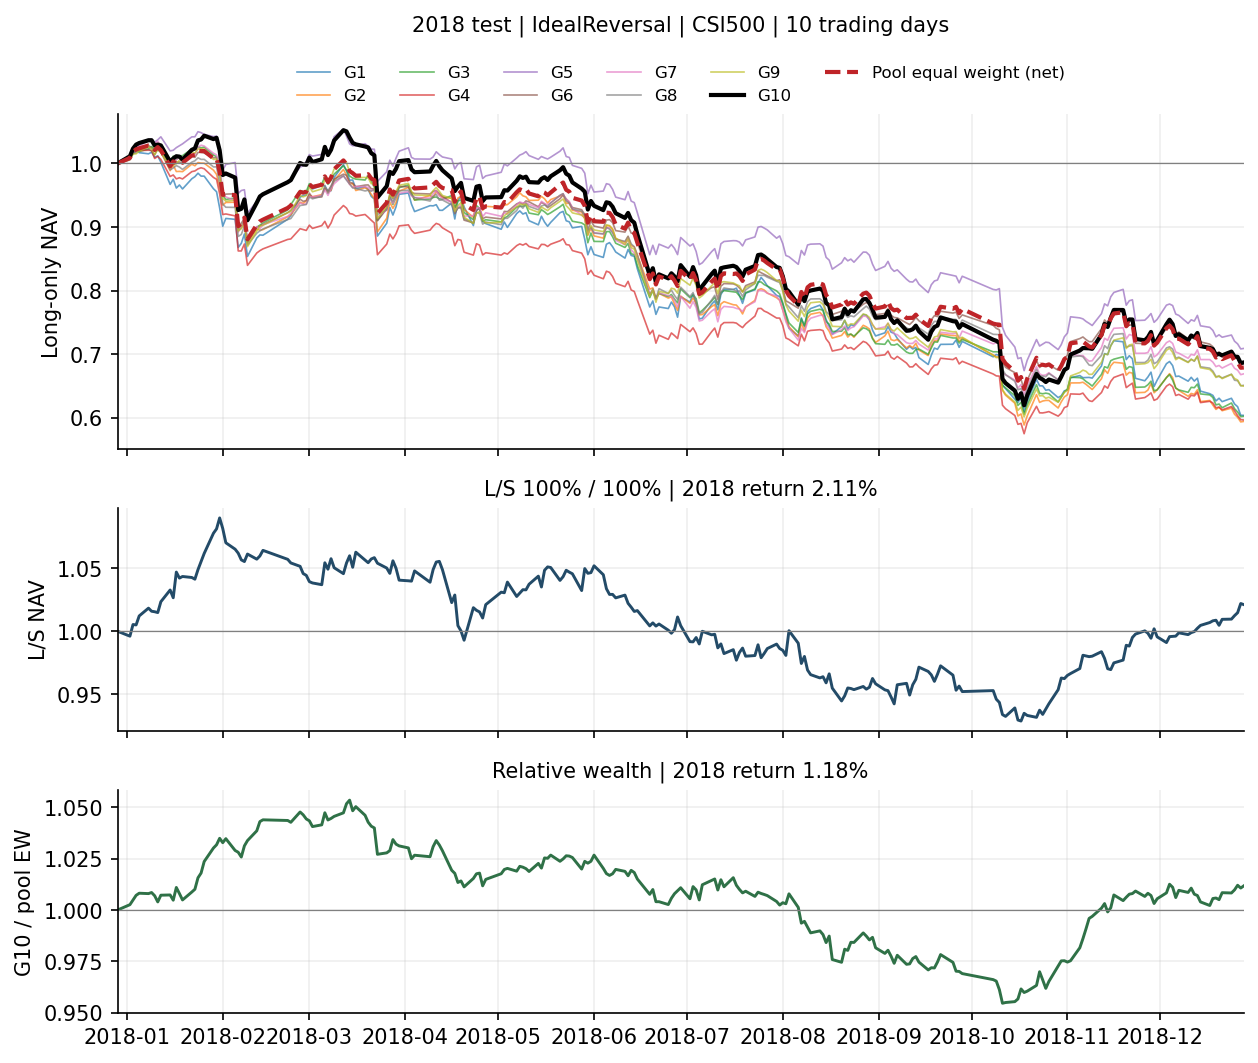 2018 test | IdealReversal | CSI500 | 10 trading days
G1 G3 G5 G7 G9 Pool equal weight (net)
G2 G4 G6 G8 G10
Long-only NAV
1.0
0.9
0.8
0.7
0.6
L/S 100% / 100% | 2018 return 2.11%
L/S NAV
1.05
1.00
0.95
Relative wealth | 2018 return 1.18%
G10 / pool EW
1.050
1.025
1.000
0.975
0.950
2018-01 2018-02 2018-03 2018-04 2018-05 2018-06 2018-07 2018-08 2018-09 2018-10 2018-11 2018-12